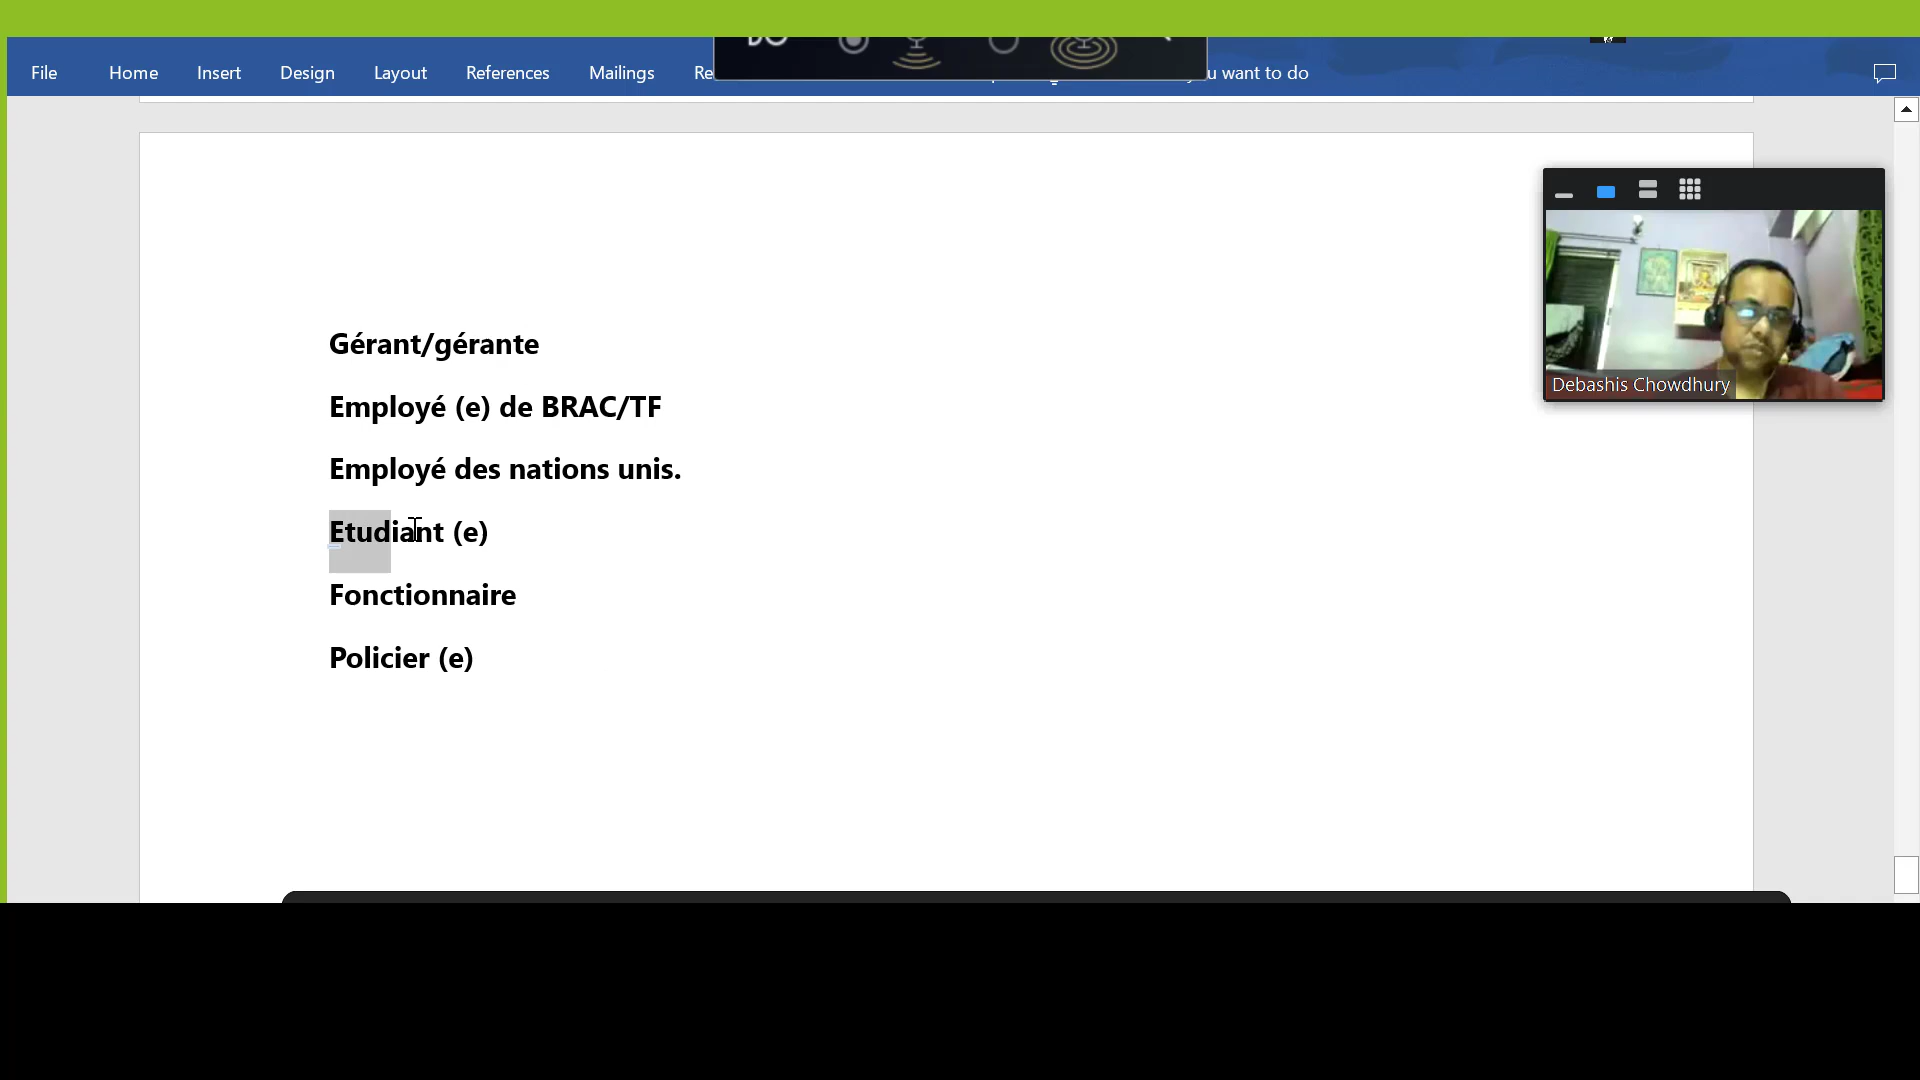 File Home Insert Design Layout References Mailings Re u want to do
Debashis Chowdhury
Gérant/gérante
Employé (e) de BRAC/TF
Employé des nations unis.
Etudiant (e)
Fonctionnaire
Policier (e)